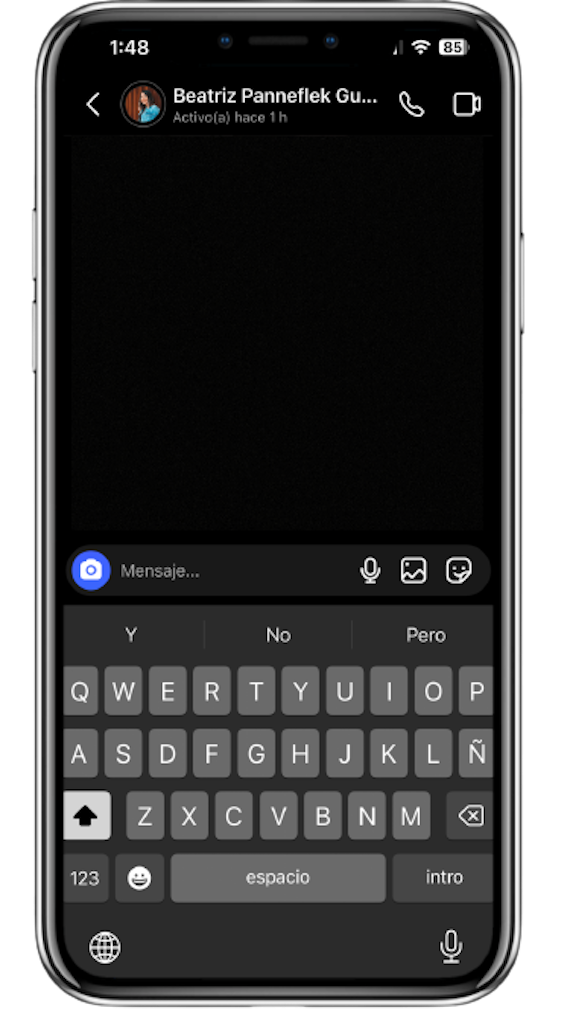 1:48 85
Beatriz Panneflek Gu...
Activo(a) hace 1 h
Mensaje...
Y No Pero
Q W E R T Y U I O P
A S D F G H J K L Ñ
Z X C V B N M
123 espacio intro